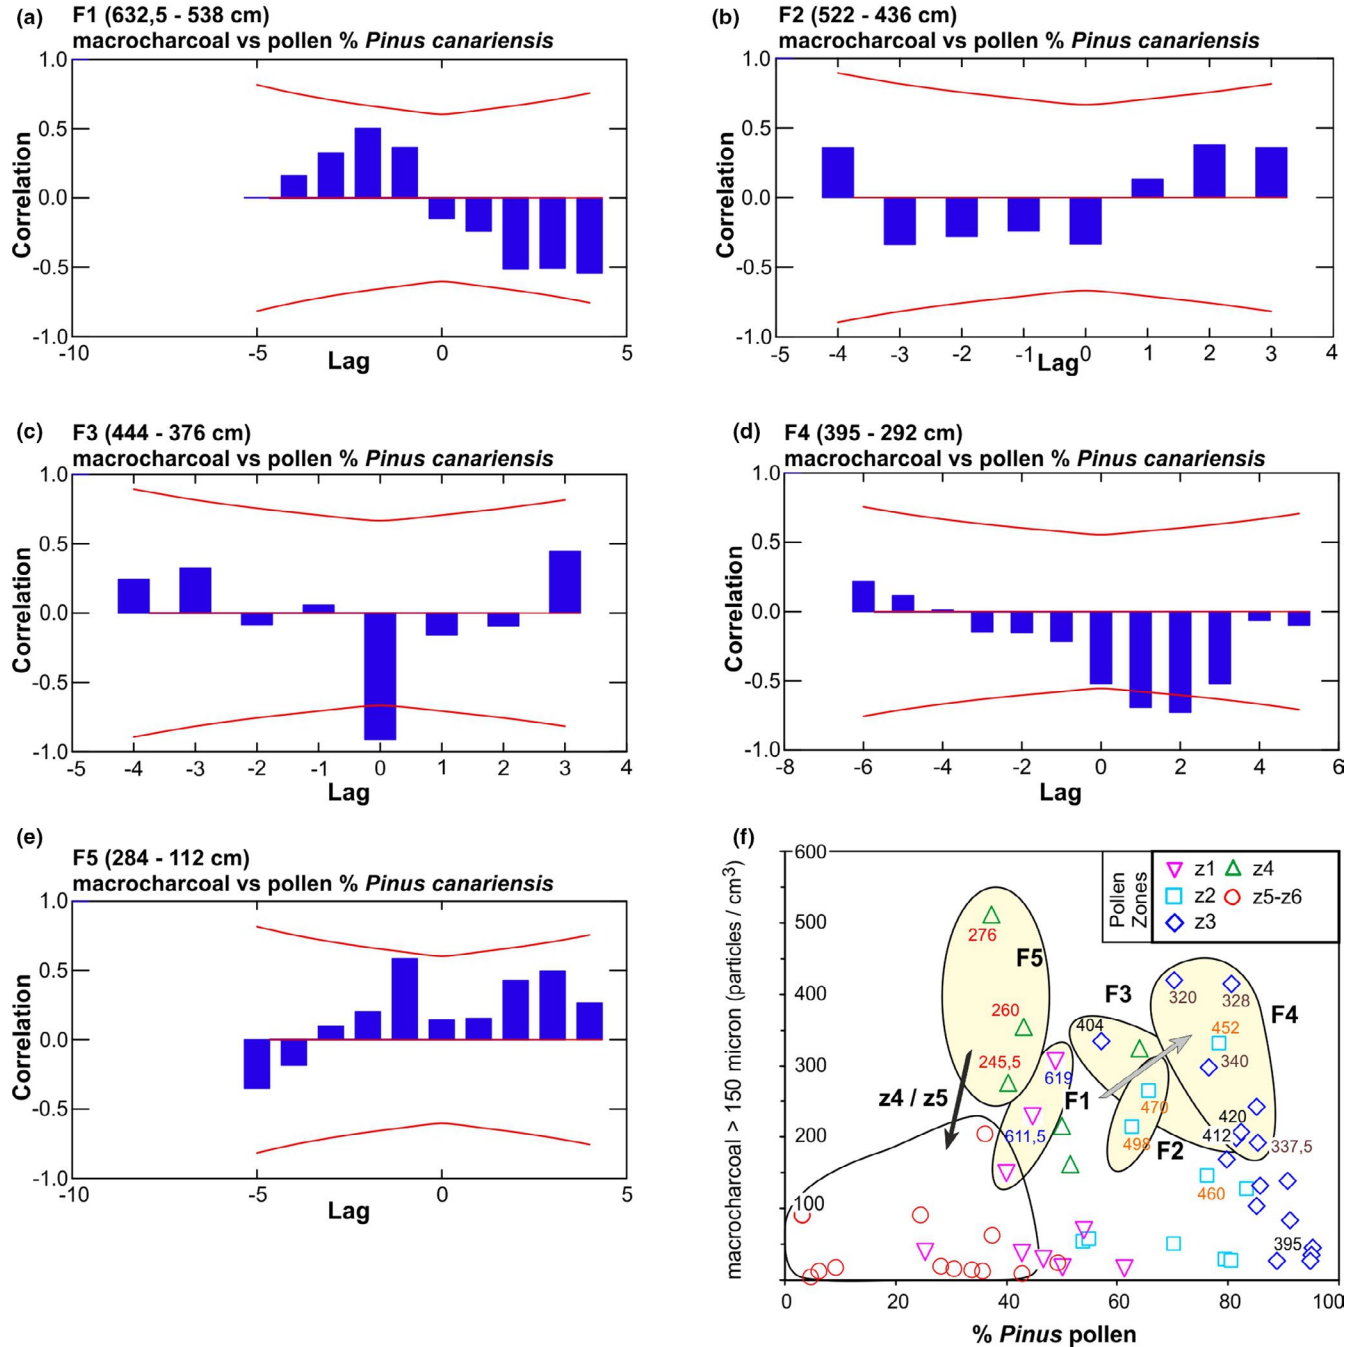 (a) F1 (632,5 - 538 cm)
macrocharcoal vs pollen % Pinus canariensis
1.0
0.5
0.0
-0.5
-1.0
Correlation
-10 -5 0 5
Lag
(b) F2 (522 - 436 cm)
macrocharcoal vs pollen % Pinus canariensis
1.0
0.5
0.0
-0.5
-1.0
Correlation
-5 -4 -3 -2 -1 0 1 2 3 4
Lag
(c) F3 (444 - 376 cm)
macrocharcoal vs pollen % Pinus canariensis
1.0
0.5
0.0
-0.5
-1.0
Correlation
-5 -4 -3 -2 -1 0 1 2 3 4
Lag
(d) F4 (395 - 292 cm)
macrocharcoal vs pollen % Pinus canariensis
1.0
0.5
0.0
-0.5
-1.0
Correlation
-8 -6 -4 -2 0 2 4 6
Lag
(e)
F5 (284 - 112 cm)
macrocharcoal vs pollen % Pinus canariensis
1.0
0.5
0.0
-0.5
-1.0
Correlation
-5 0 5
Lag
(f)
600
500
400
300
200
100
macrocharcoal > 150 micron (particles / cm³)
Pollen
Zones
z1 z4
z2 z5-z6
z3
276
F5
260
245,5
z4 / z5
619
F1
611,5
F3
404
320
328
F4
452
340
470
498
F2
420
412
337,5
460
395
0 20 40 60 80 100
% Pinus pollen